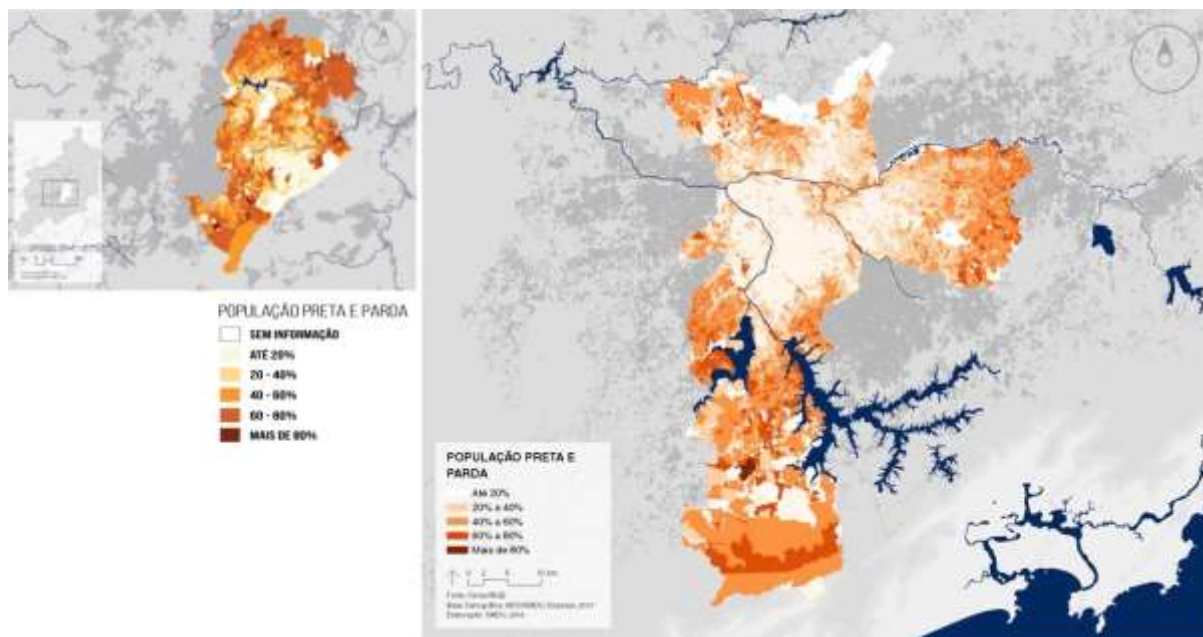 POPULAÇÃO PRETA E PARDA
SEM INFORMAÇÃO
ATÉ 20%
20 - 40%
40 - 60%
60 - 80%
MAIS DE 80%
POPULAÇÃO PRETA E
PARDA
Até 20%
20% a 40%
40% a 60%
60% a 80%
Mais de 80%